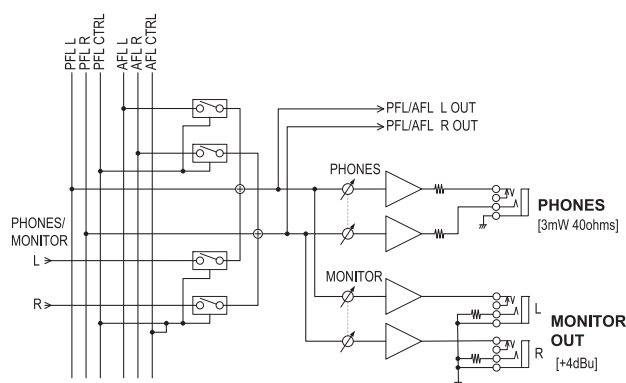 PFL L
PFL R
PFL CTRL
AFL L
AFL R
AFL CTRL
PFL/AFL L OUT
PFL/AFL R OUT
PHONES
PHONES
[3mW 40ohms]
PHONES/
MONITOR
L
R
MONITOR
L
MONITOR
OUT
R
[+4dBu]